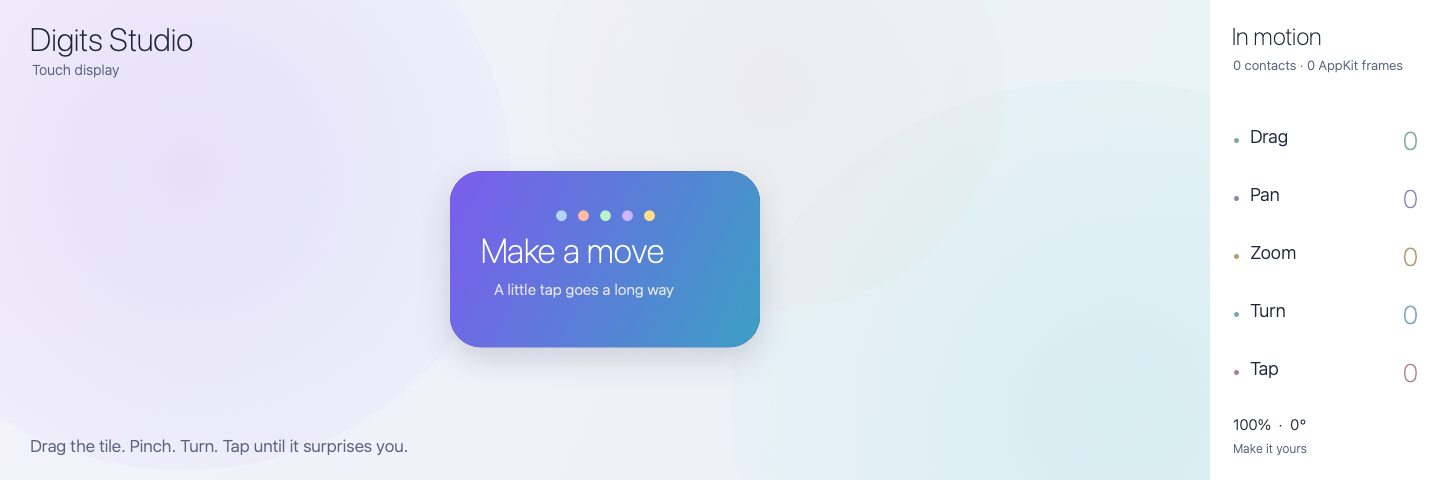 Digits Studio
Touch display
Make a move
A little tap goes a long way
Drag the tile. Pinch. Turn. Tap until it surprises you.
In motion
0 contacts · 0 AppKit frames
Drag 0
Pan 0
Zoom 0
Turn 0
Tap 0
100% · 0°
Make it yours